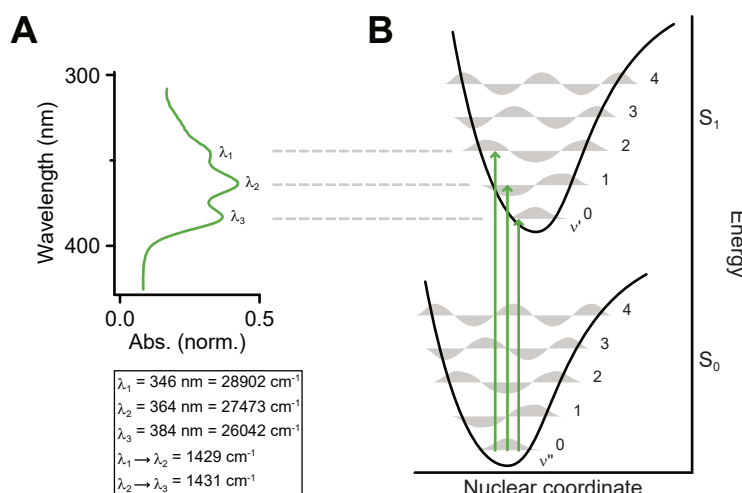 A
300
400
Wavelength (nm)
λ1
λ2
λ3
0.0
0.5
Abs. (norm.)
λ1 = 346 nm = 28902 cm-1
λ2 = 364 nm = 27473 cm-1
λ3 = 384 nm = 26042 cm-1
λ1 → λ2 = 1429 cm-1
λ2 → λ3 = 1431 cm-1
B
4
3
2
1
0
ν'
S1
4
3
2
1
0
ν"
S0
Energy
Nuclear coordinate